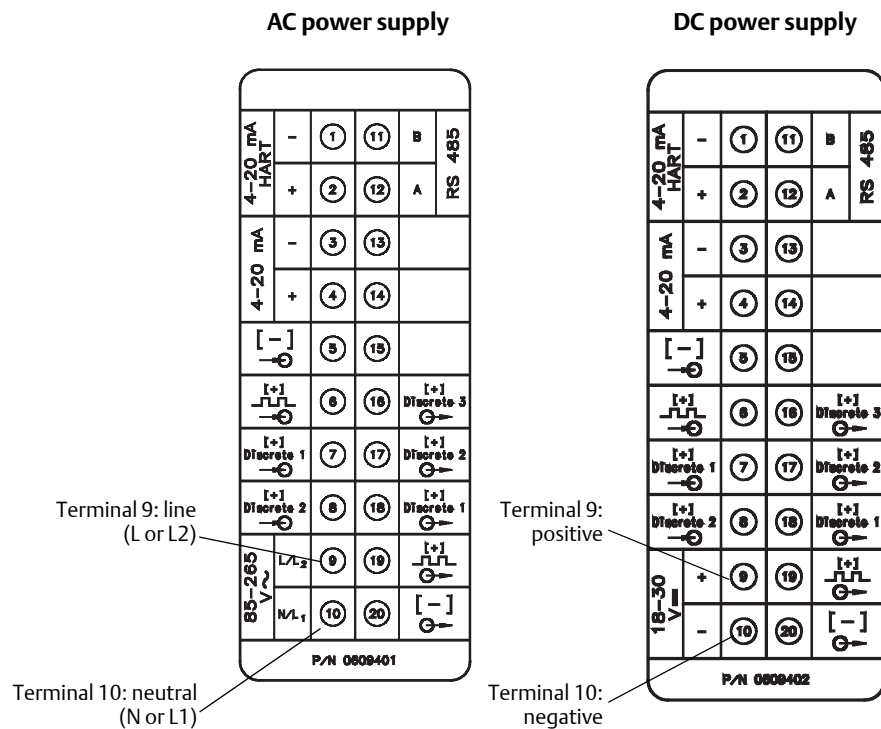 AC power supply
4-20 mA HART
- 1 11 B
+ 2 12 A
RS 485
4-20 mA
- 3 13
+ 4 14
[-] 5 15
[+] 6 16 [+]
Discrete 3
[+] 7 17 [+]
Discrete 1 Discrete 2
[+] 8 18 [+]
Discrete 2 Discrete 1
85-265 V~
L/L2 9 19 [+]
N/L1 10 20 [-]
P/N 0609401
Terminal 9: line
(L or L2)
Terminal 10: neutral
(N or L1)
DC power supply
4-20 mA HART
- 1 11 B
+ 2 12 A
RS 485
4-20 mA
- 3 13
+ 4 14
[-] 5 15
[+] 6 16 [+]
Discrete 3
[+] 7 17 [+]
Discrete 1 Discrete 2
[+] 8 18 [+]
Discrete 2 Discrete 1
18-30 V
+ 9 19 [+]
- 10 20 [-]
P/N 0609402
Terminal 9:
positive
Terminal 10:
negative